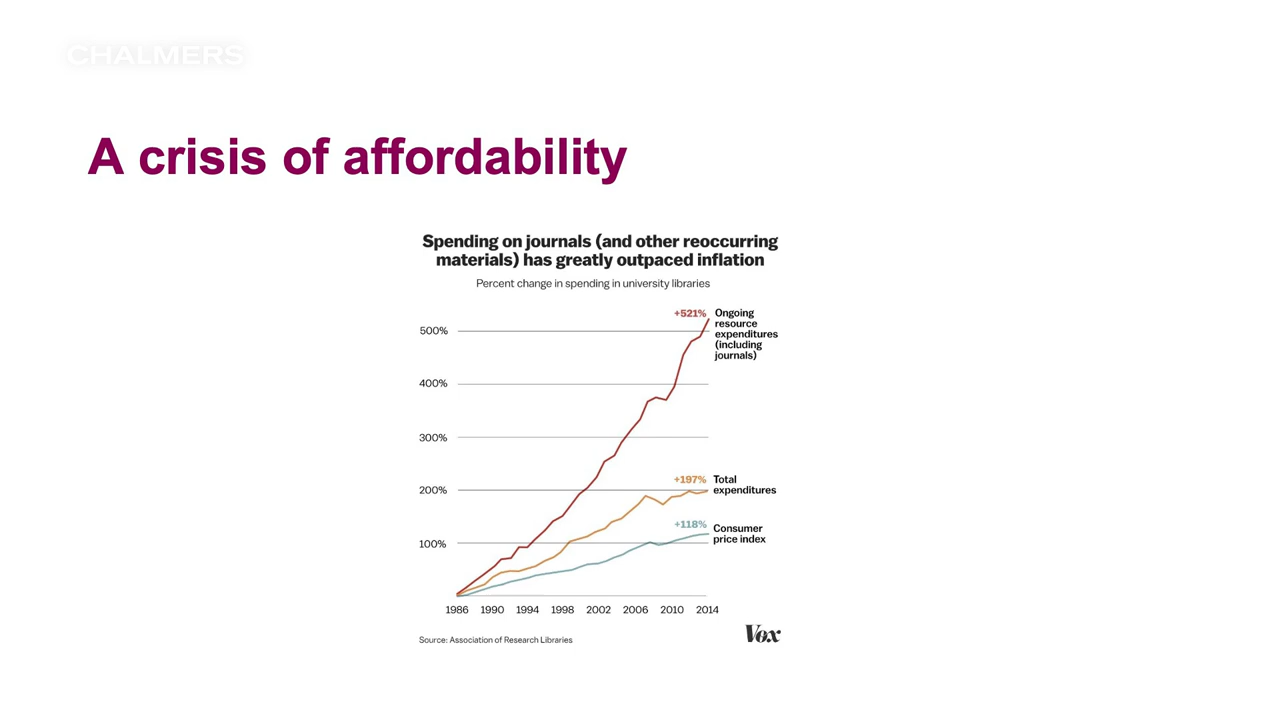 CHALMERS
A crisis of affordability
Spending on journals (and other reoccurring
materials) has greatly outpaced inflation
Percent change in spending in university libraries
+521%
Ongoing
resource
expenditures
(including
journals)
500%
400%
300%
+197%
Total
expenditures
200%
+118%
Consumer
price index
100%
1986 1990 1994 1998 2002 2006 2010 2014
Source: Association of Research Libraries
Vox